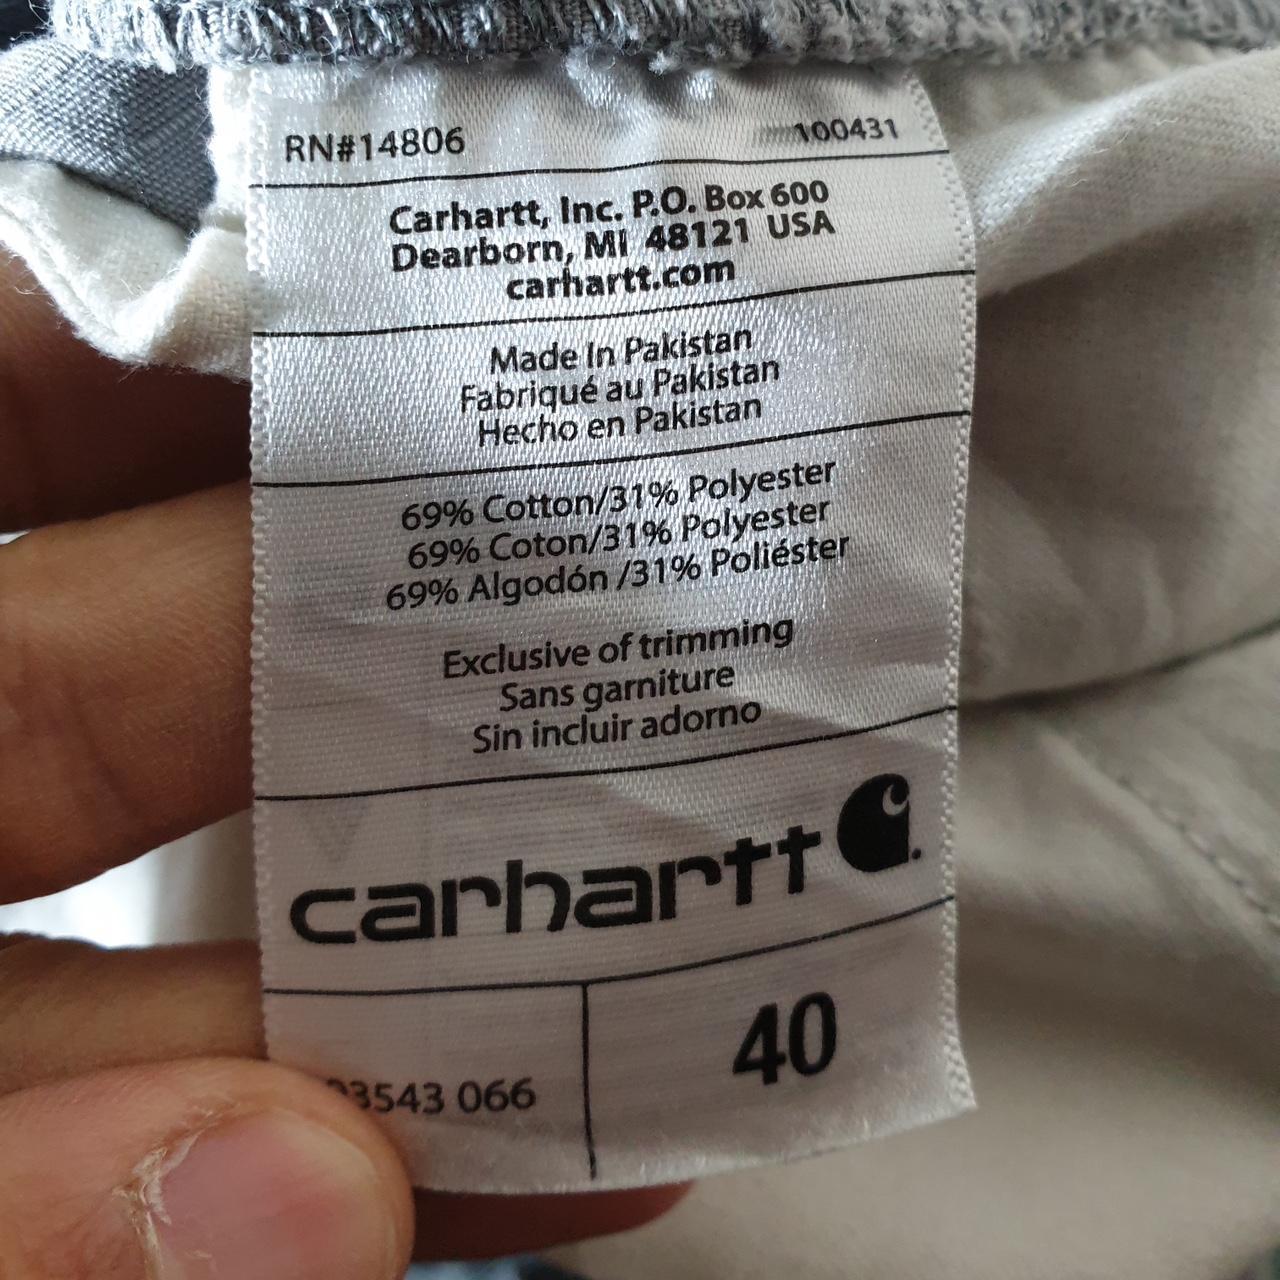 RN#14806 100431
Carhartt, Inc. P.O. Box 600
Dearborn, MI 48121 USA
carhartt.com
Made In Pakistan
Fabriqué au Pakistan
Hecho en Pakistan
69% Cotton/31% Polyester
69% Coton/31% Polyester
69% Algodón /31% Poliéster
Exclusive of trimming
Sans garniture
Sin incluir adorno
carhartt
066 40